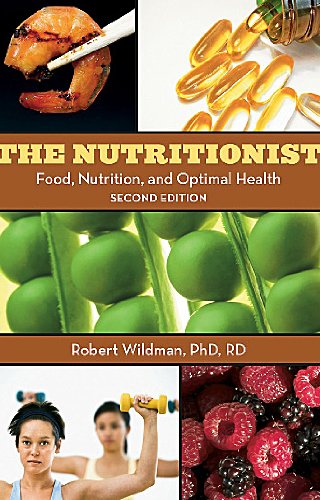 THE NUTRITIONIST
Food, Nutrition, and Optimal Health
SECOND EDITION
Robert Wildman, PhD, RD